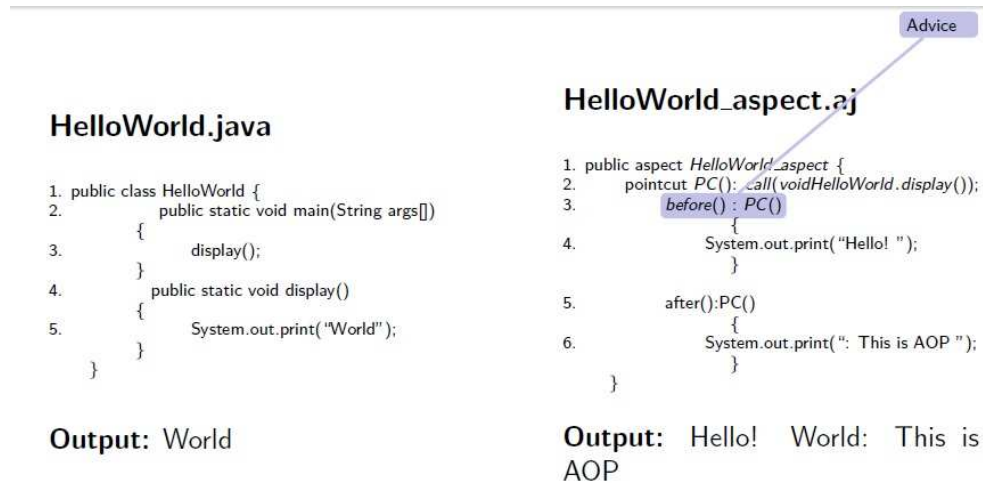 Advice
HelloWorld.java
1. public class HelloWorld {
2. public static void main(String args[])
{
3. display();
}
4. public static void display()
{
5. System.out.print(“World”);
}
}
Output: World
HelloWorld_aspect.aj
1. public aspect HelloWorld_aspect {
2. pointcut PC(): call(voidHelloWorld.display());
3. before() : PC()
{
4. System.out.print(“Hello! ”);
}
5. after():PC()
{
6. System.out.print(“: This is AOP ”);
}
}
Output: Hello! World: This is
AOP